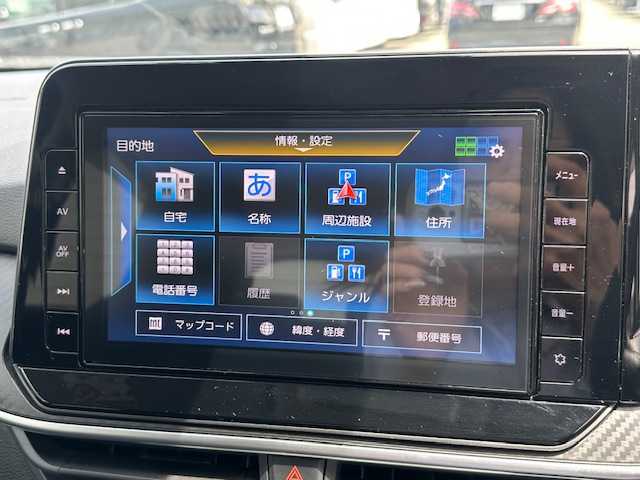 情報・設定
目的地
自宅
あ
名称
P
周辺施設
住所
電話番号
履歴
P
ジャンル
登録地
マップコード
緯度・経度
〒 郵便番号
AV
AV OFF
メニュー
現在地
音量+
音量−